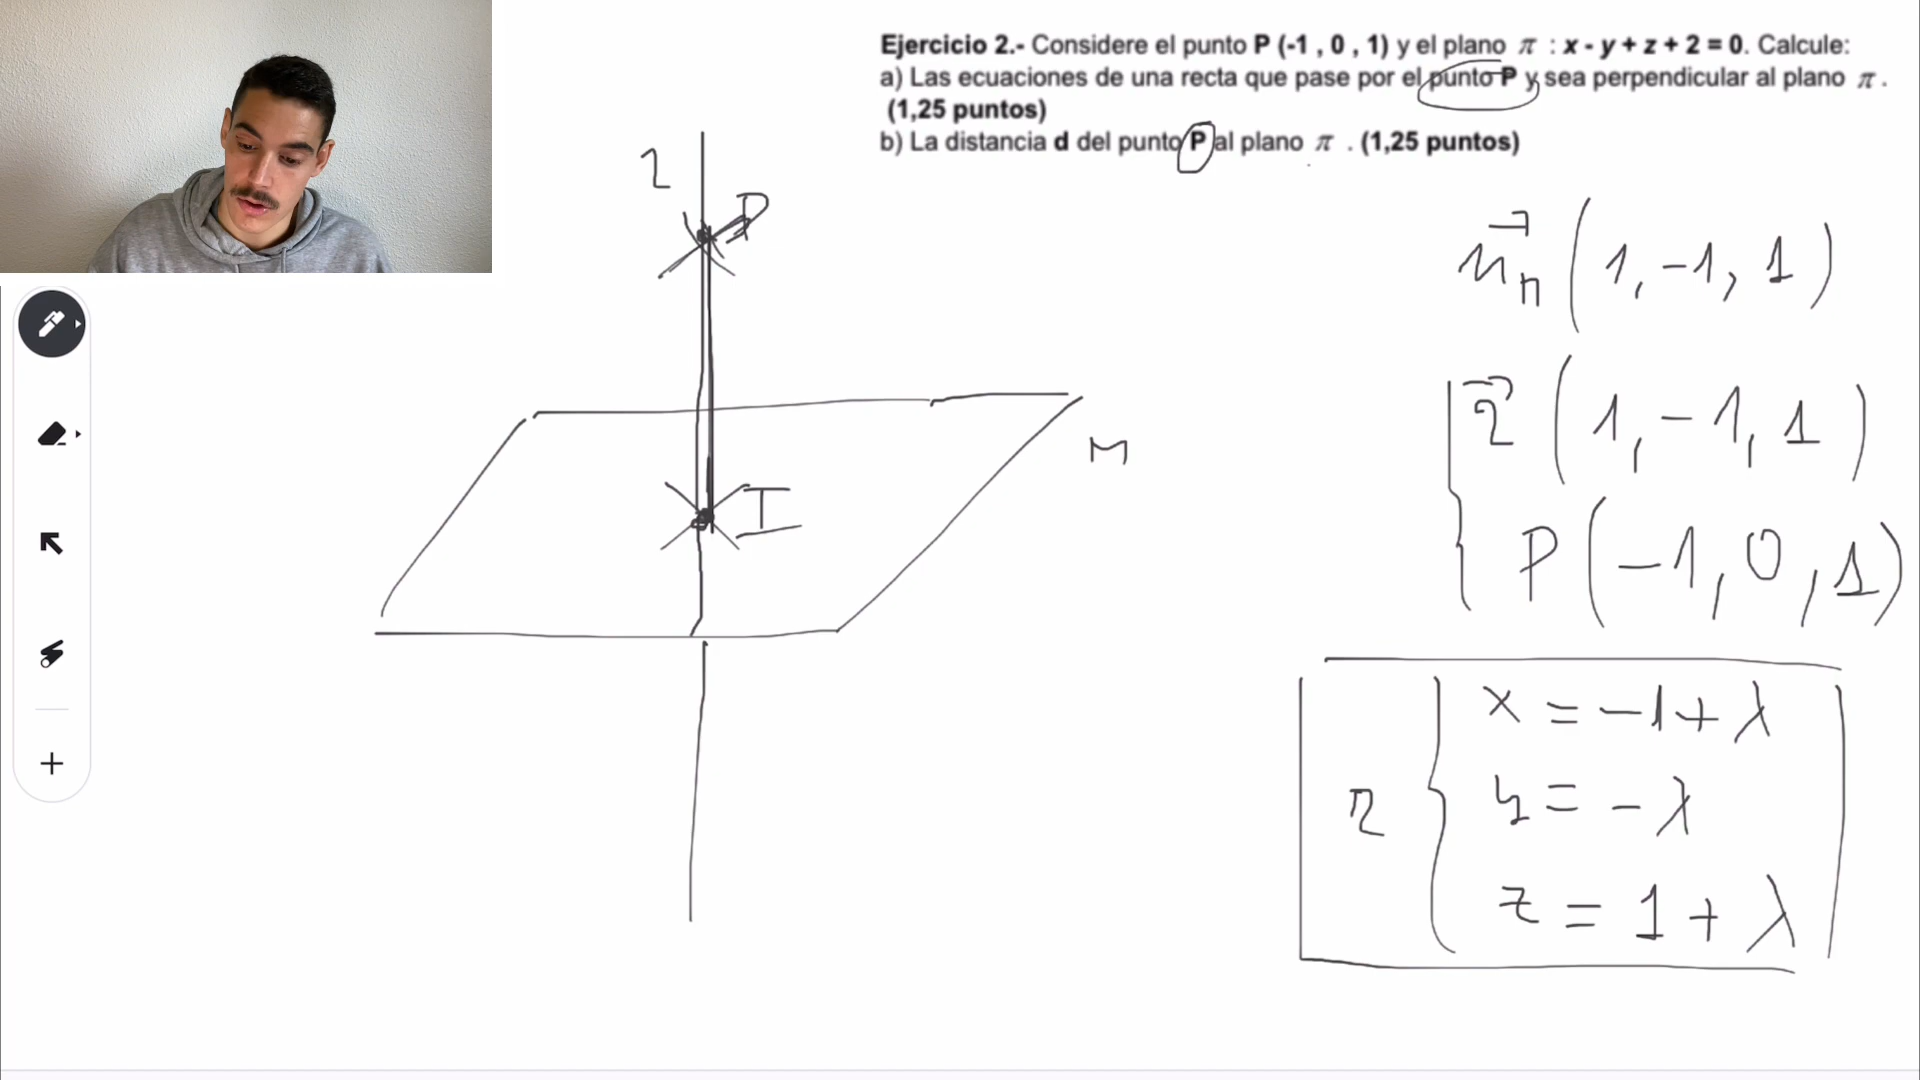 Ejercicio 2.- Considere el punto P (-1 , 0 , 1) y el plano π : x - y + z + 2 = 0. Calcule:
a) Las ecuaciones de una recta que pase por el punto P y sea perpendicular al plano π .
(1,25 puntos)
b) La distancia d del punto P al plano π . (1,25 puntos)
r
P
I
π
n⃗π (1, -1, 1)
r⃗ (1, -1, 1)
P (-1, 0, 1)
x = -1 + λ
r { y = - λ
z = 1 + λ